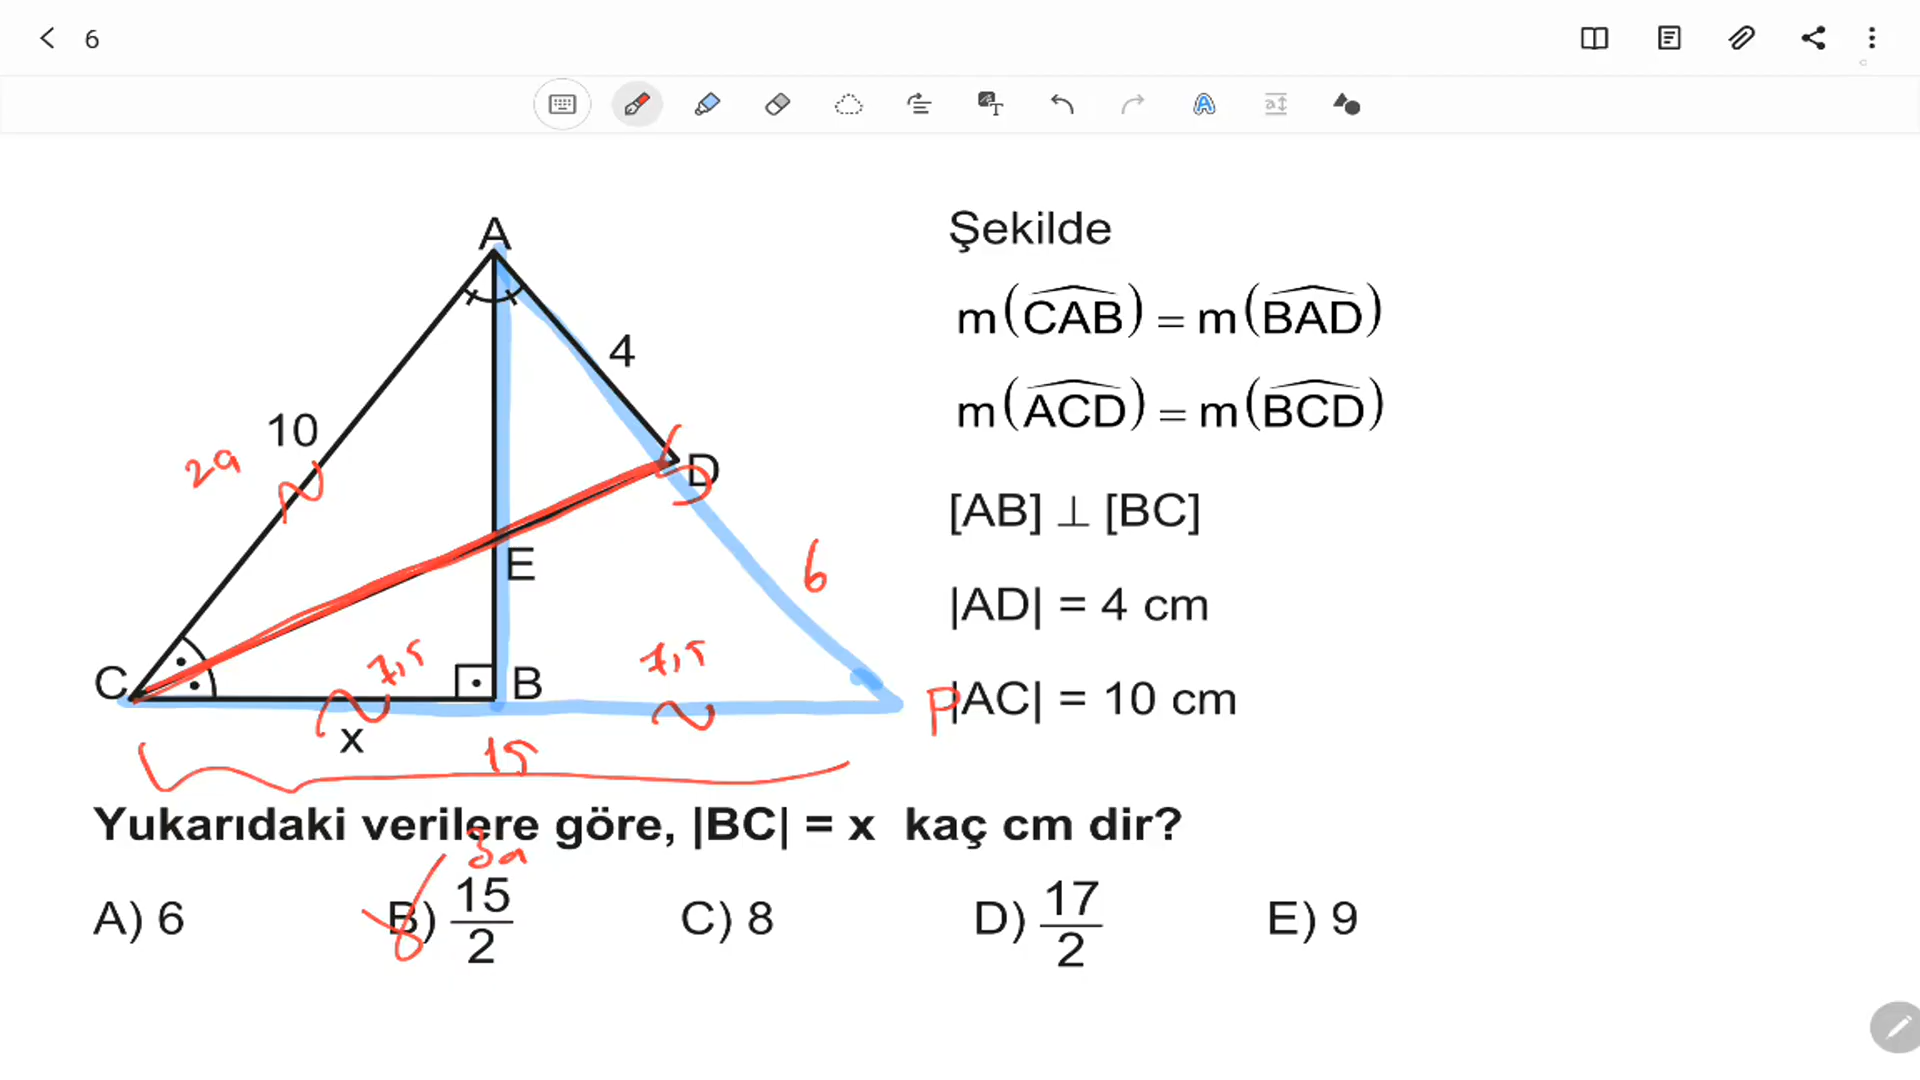 6
A
Şekilde
m(CAB) = m(BAD)
4
m(ACD) = m(BCD)
10
2a
D
[AB] ⊥ [BC]
E
6
|AD| = 4 cm
7,5
7,5
C
B
P
|AC| = 10 cm
x
15
Yukarıdaki verilere göre, |BC| = x kaç cm dir?
3a
A) 6 B) 15/2 C) 8 D) 17/2 E) 9